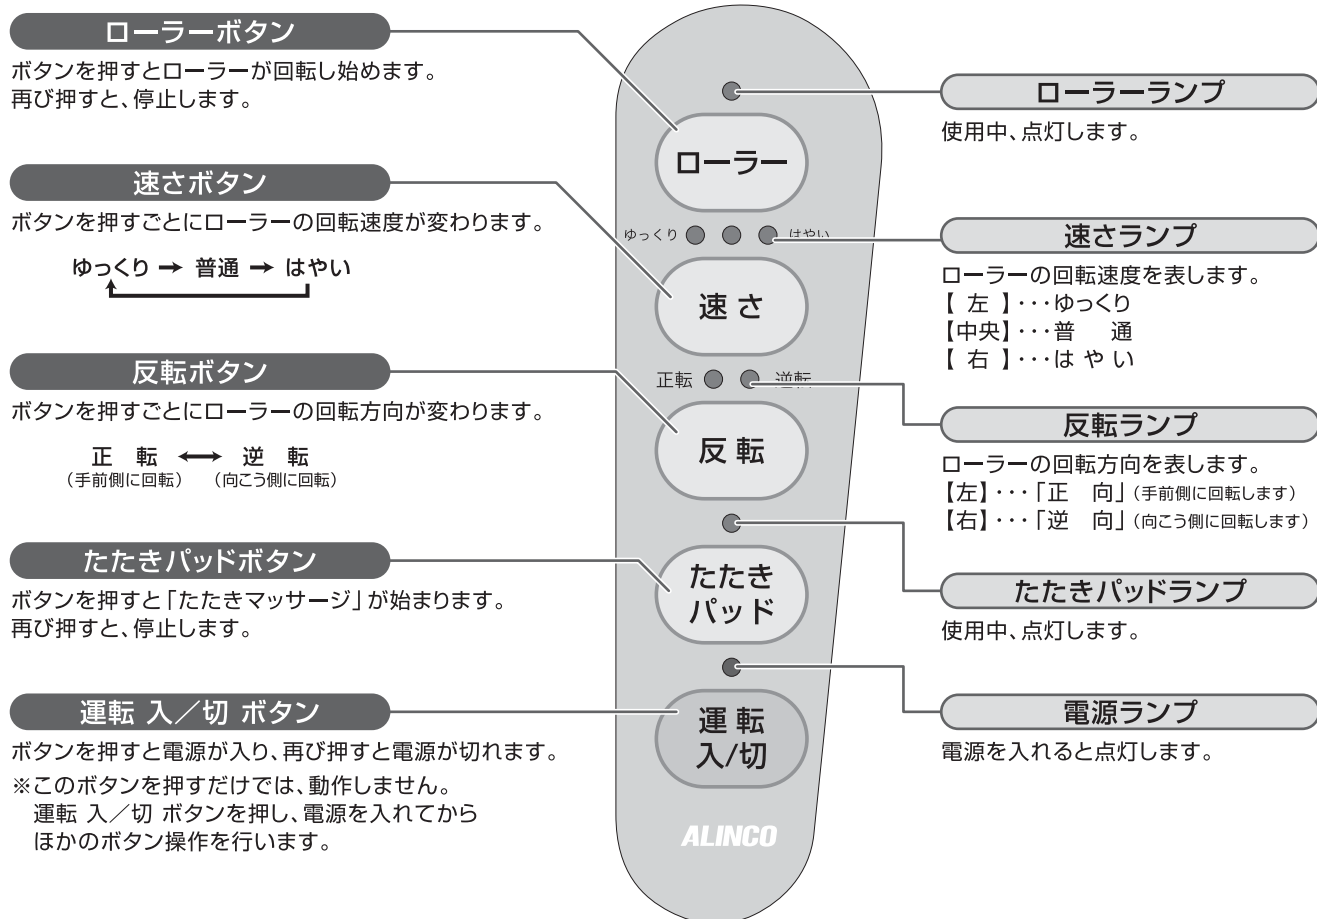 ローラーボタン
ボタンを押すとローラーが回転し始めます。
再び押すと、停止します。
速さボタン
ボタンを押すごとにローラーの回転速度が変わります。
ゆっくり → 普通 → はやい
反転ボタン
ボタンを押すごとにローラーの回転方向が変わります。
正 転 ⟷ 逆 転
(手前側に回転) (向こう側に回転)
たたきパッドボタン
ボタンを押すと「たたきマッサージ」が始まります。
再び押すと、停止します。
運転 入/切 ボタン
ボタンを押すと電源が入り、再び押すと電源が切れます。
※このボタンを押すだけでは、動作しません。
運転 入/切 ボタンを押し、電源を入れてから
ほかのボタン操作を行います。
ローラー
ゆっくり はやい
速 さ
正転 逆転
反 転
たたき
パッド
運 転
入/切
ALINCO
ローラーランプ
使用中、点灯します。
速さランプ
ローラーの回転速度を表します。
【 左 】・・・ゆっくり
【中央】・・・普 通
【 右 】・・・は や い
反転ランプ
ローラーの回転方向を表します。
【左】・・・「正 向」(手前側に回転します)
【右】・・・「逆 向」(向こう側に回転します)
たたきパッドランプ
使用中、点灯します。
電源ランプ
電源を入れると点灯します。